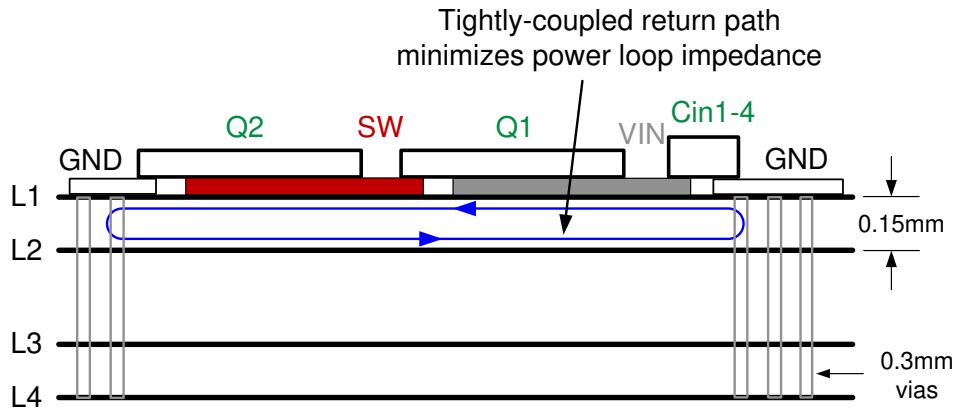 Tightly-coupled return path
minimizes power loop impedance
Cin1-4
Q2
SW
Q1
VIN
GND
GND
L1
0.15mm
L2
L3
0.3mm
vias
L4